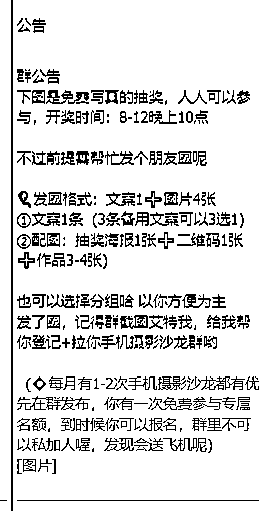 公告
群公告
下图是免费写真的抽奖，人人可以参
与，开奖时间：8-12晚上10点
不过前提需帮忙发个朋友圈呢
🔍发圈格式：文案1➕图片4张
①文案1条（3条备用文案可以3选1）
②配图：抽奖海报1张➕二维码1张
➕作品3-4张）
也可以选择分组哈 以你方便为主
发了圈，记得群截图艾特我，给我帮
你登记+拉你手机摄影沙龙群哟
（◆每月有1-2次手机摄影沙龙都有优
先在群发布，你有一次免费参与专属
名额，到时候你可以报名，群里不可
以私加人喔，发现会送飞机呢）
[图片]